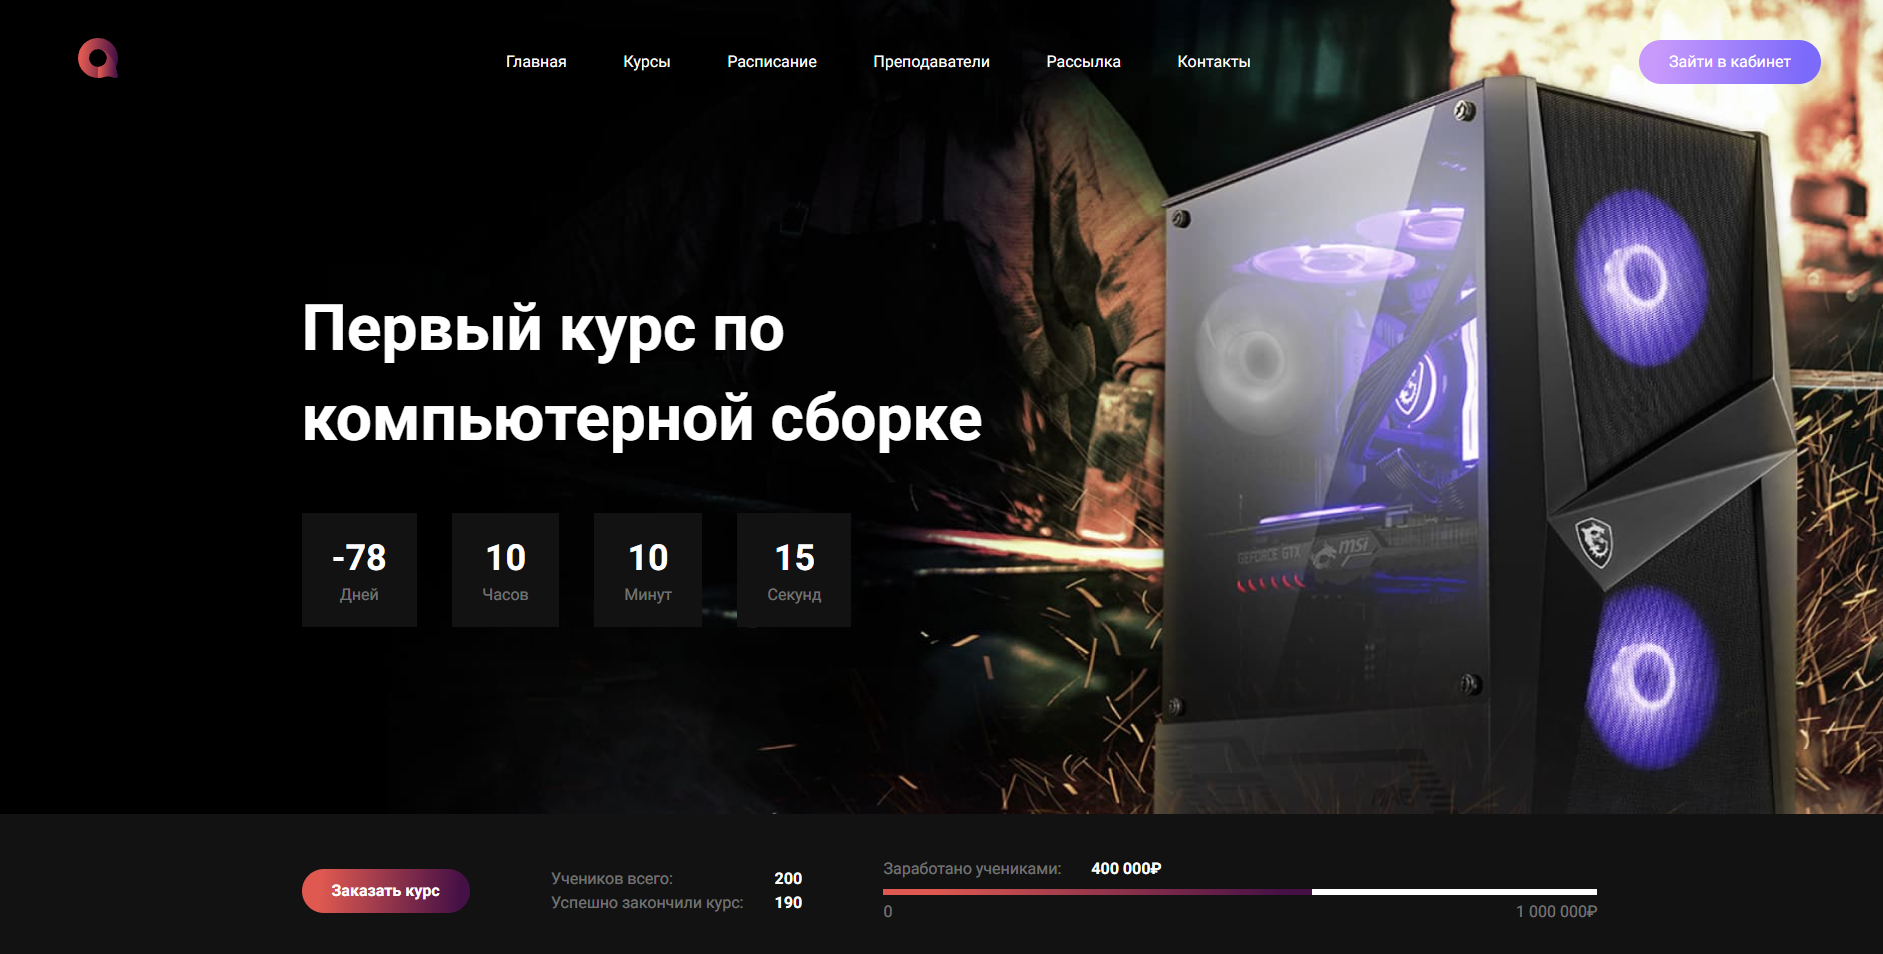 Главная Курсы Расписание Преподаватели Рассылка Контакты Зайти в кабинет
Первый курс по
компьютерной сборке
-78 10 10 15
Дней Часов Минут Секунд
GEFORCE GTX msi
Заказать курс
Учеников всего: 200
Успешно закончили курс: 190
Заработано учениками: 400 000₽
0 1 000 000₽